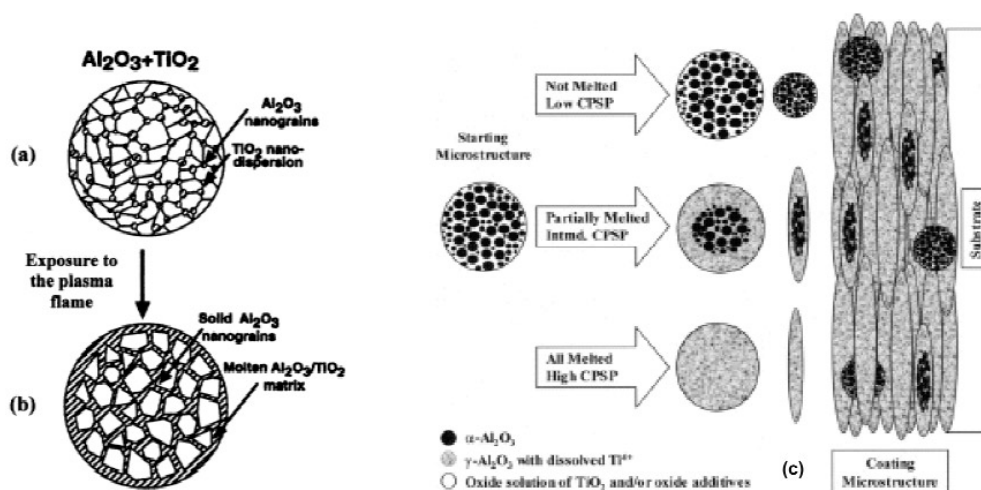 Al2O3+TiO2
(a)
Al2O3
nanograins
TiO2 nano-
dispersion
Exposure to
the plasma
flame
Solid Al2O3
nanograins
Molten Al2O3/TiO2
matrix
(b)
Starting
Microstructure
Not Melted
Low CPSP
Partially Melted
Intmd. CPSP
All Melted
High CPSP
α-Al2O3
γ-Al2O3 with dissolved Ti4+
Oxide solution of TiO2 and/or oxide additives
(c)
Coating
Microstructure
Substrate